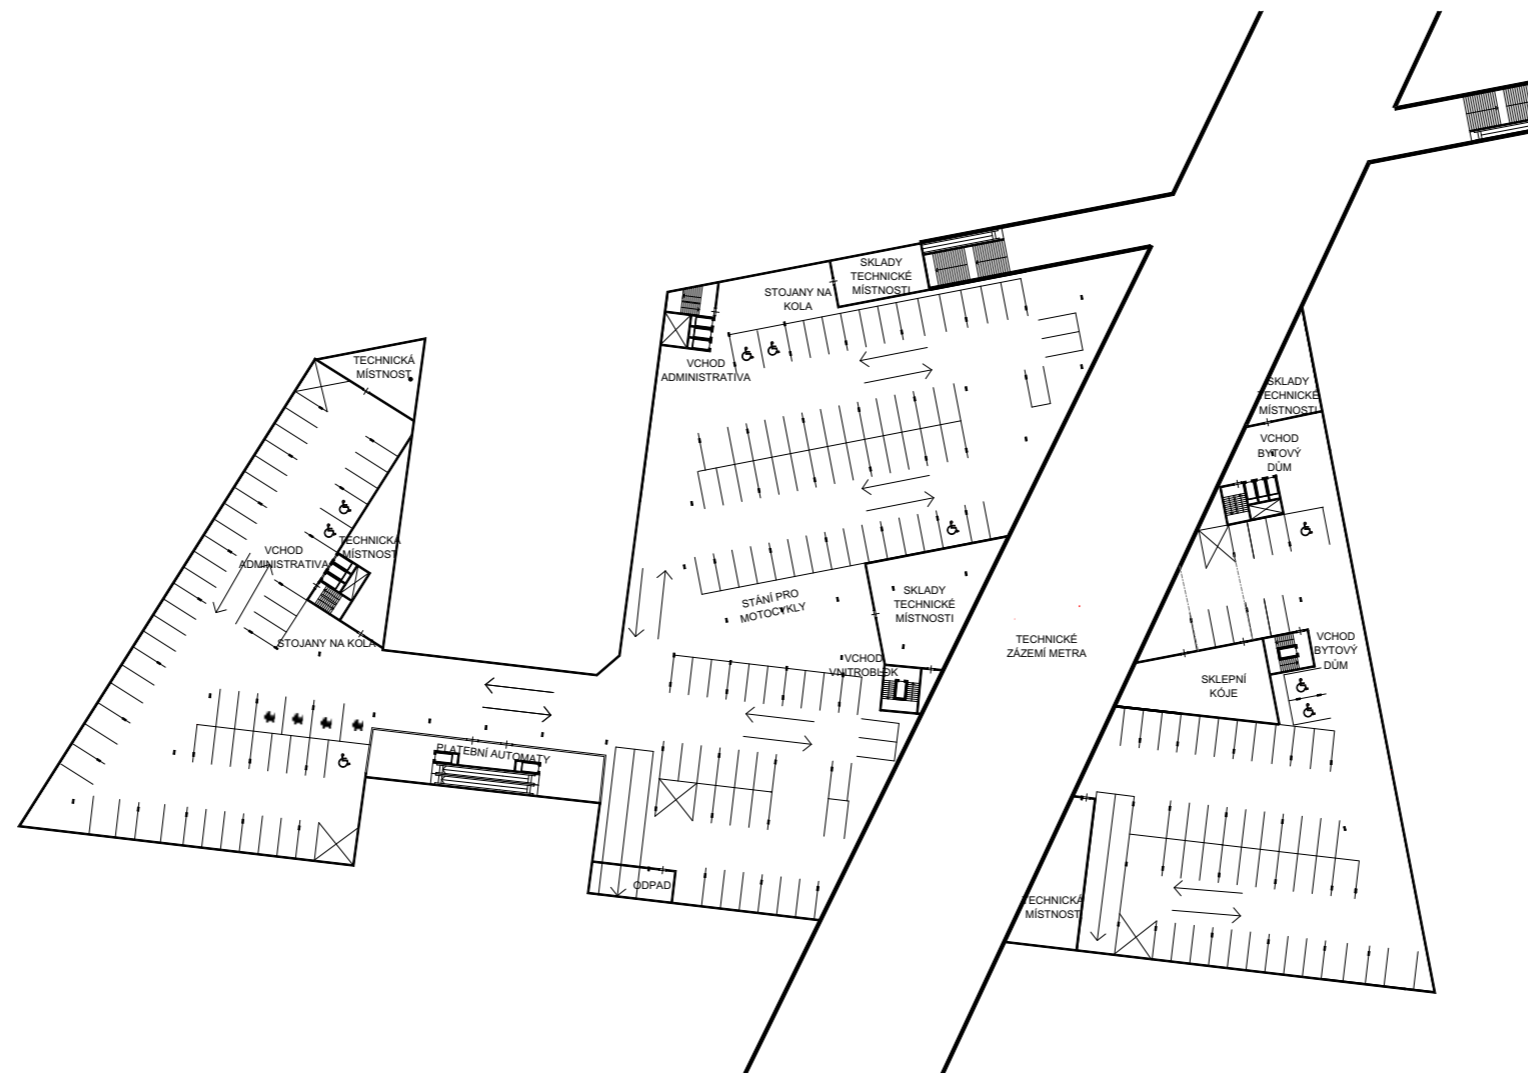 SKLADY
TECHNICKÉ
MÍSTNOSTI
STOJANY NA
KOLA
VCHOD
ADMINISTRATIVA
TECHNICKÁ
MÍSTNOST
SKLADY
TECHNICKÉ
MÍSTNOSTI
VCHOD
BYTOVÝ
DŮM
TECHNICKÁ
MÍSTNOST
VCHOD
ADMINISTRATIVA
STÁNÍ PRO
MOTOCYKLY
SKLADY
TECHNICKÉ
MÍSTNOSTI
TECHNICKÉ
ZÁZEMÍ METRA
STOJANY NA KOLA
VCHOD
VNITROBLOK
VCHOD
BYTOVÝ
DŮM
SKLEPNÍ
KÓJE
PLATEBNÍ AUTOMATY
ODPAD
TECHNICKÁ
MÍSTNOST